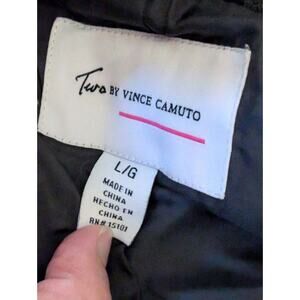 Two BY VINCE CAMUTO
L/G
MADE IN
CHINA
HECHO EN
CHINA
RN# 15101